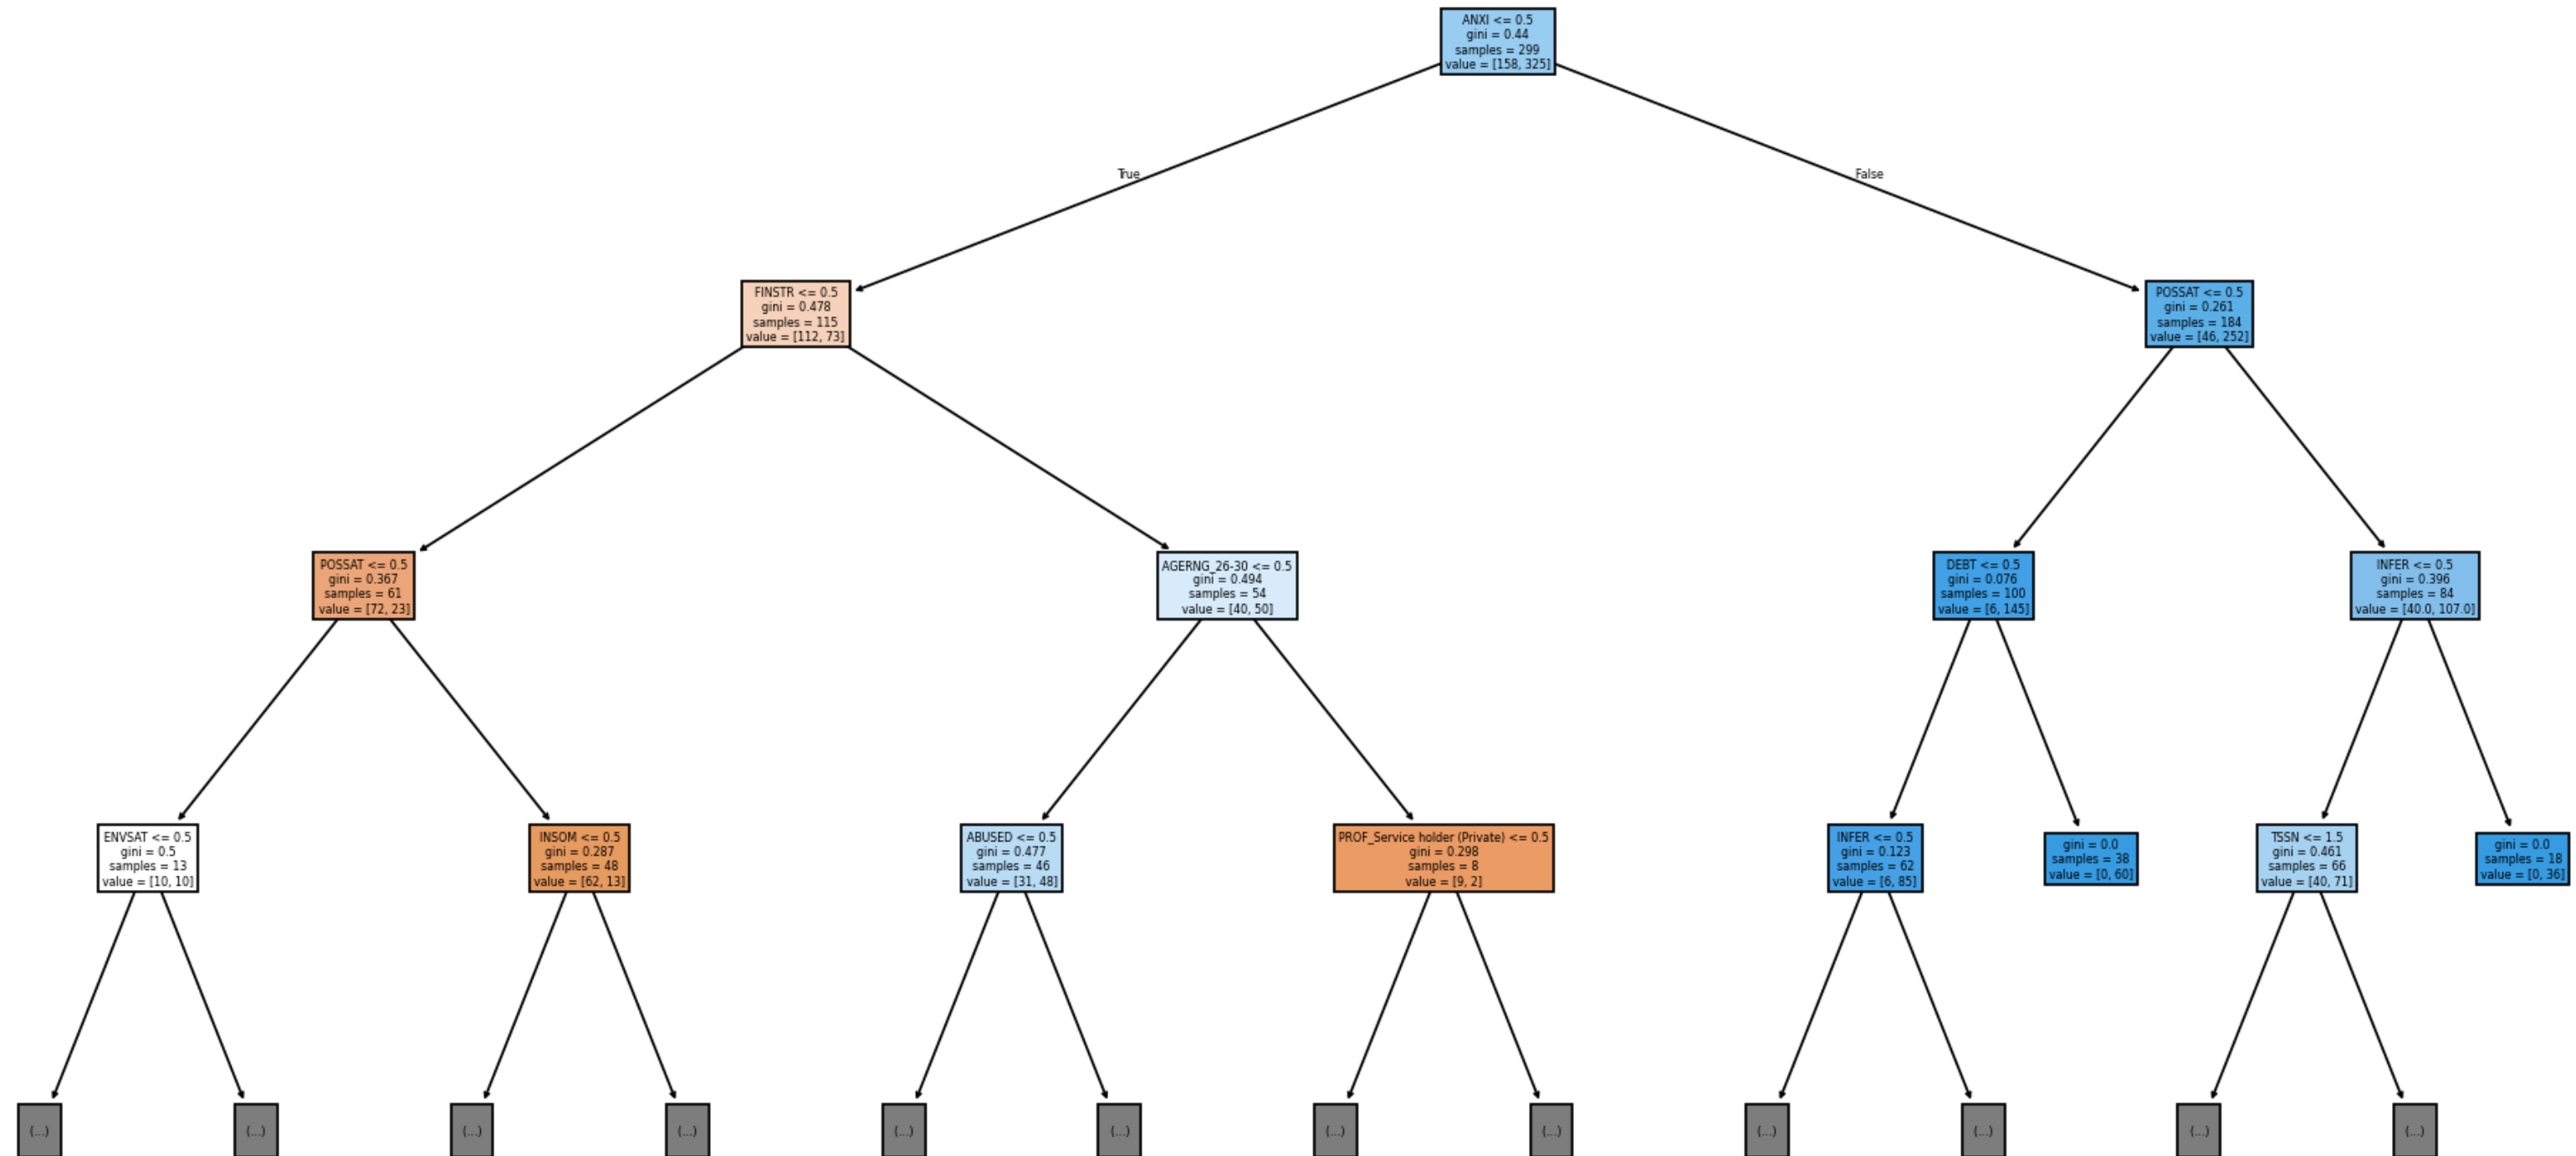 ANXI <= 0.5
gini = 0.44
samples = 299
value = [158, 325]
True
False
FINSTR <= 0.5
gini = 0.478
samples = 115
value = [112, 73]
POSSAT <= 0.5
gini = 0.261
samples = 184
value = [46, 252]
POSSAT <= 0.5
gini = 0.367
samples = 61
value = [72, 23]
AGERNG_26-30 <= 0.5
gini = 0.494
samples = 54
value = [40, 50]
DEBT <= 0.5
gini = 0.076
samples = 100
value = [6, 145]
INFER <= 0.5
gini = 0.396
samples = 84
value = [40.0, 107.0]
ENVSAT <= 0.5
gini = 0.5
samples = 13
value = [10, 10]
INSOM <= 0.5
gini = 0.287
samples = 48
value = [62, 13]
ABUSED <= 0.5
gini = 0.477
samples = 46
value = [31, 48]
PROF_Service holder (Private) <= 0.5
gini = 0.298
samples = 8
value = [9, 2]
INFER <= 0.5
gini = 0.123
samples = 62
value = [6, 85]
gini = 0.0
samples = 38
value = [0, 60]
TSSN <= 1.5
gini = 0.461
samples = 66
value = [40, 71]
gini = 0.0
samples = 18
value = [0, 36]
(...)
(...)
(...)
(...)
(...)
(...)
(...)
(...)
(...)
(...)
(...)
(...)